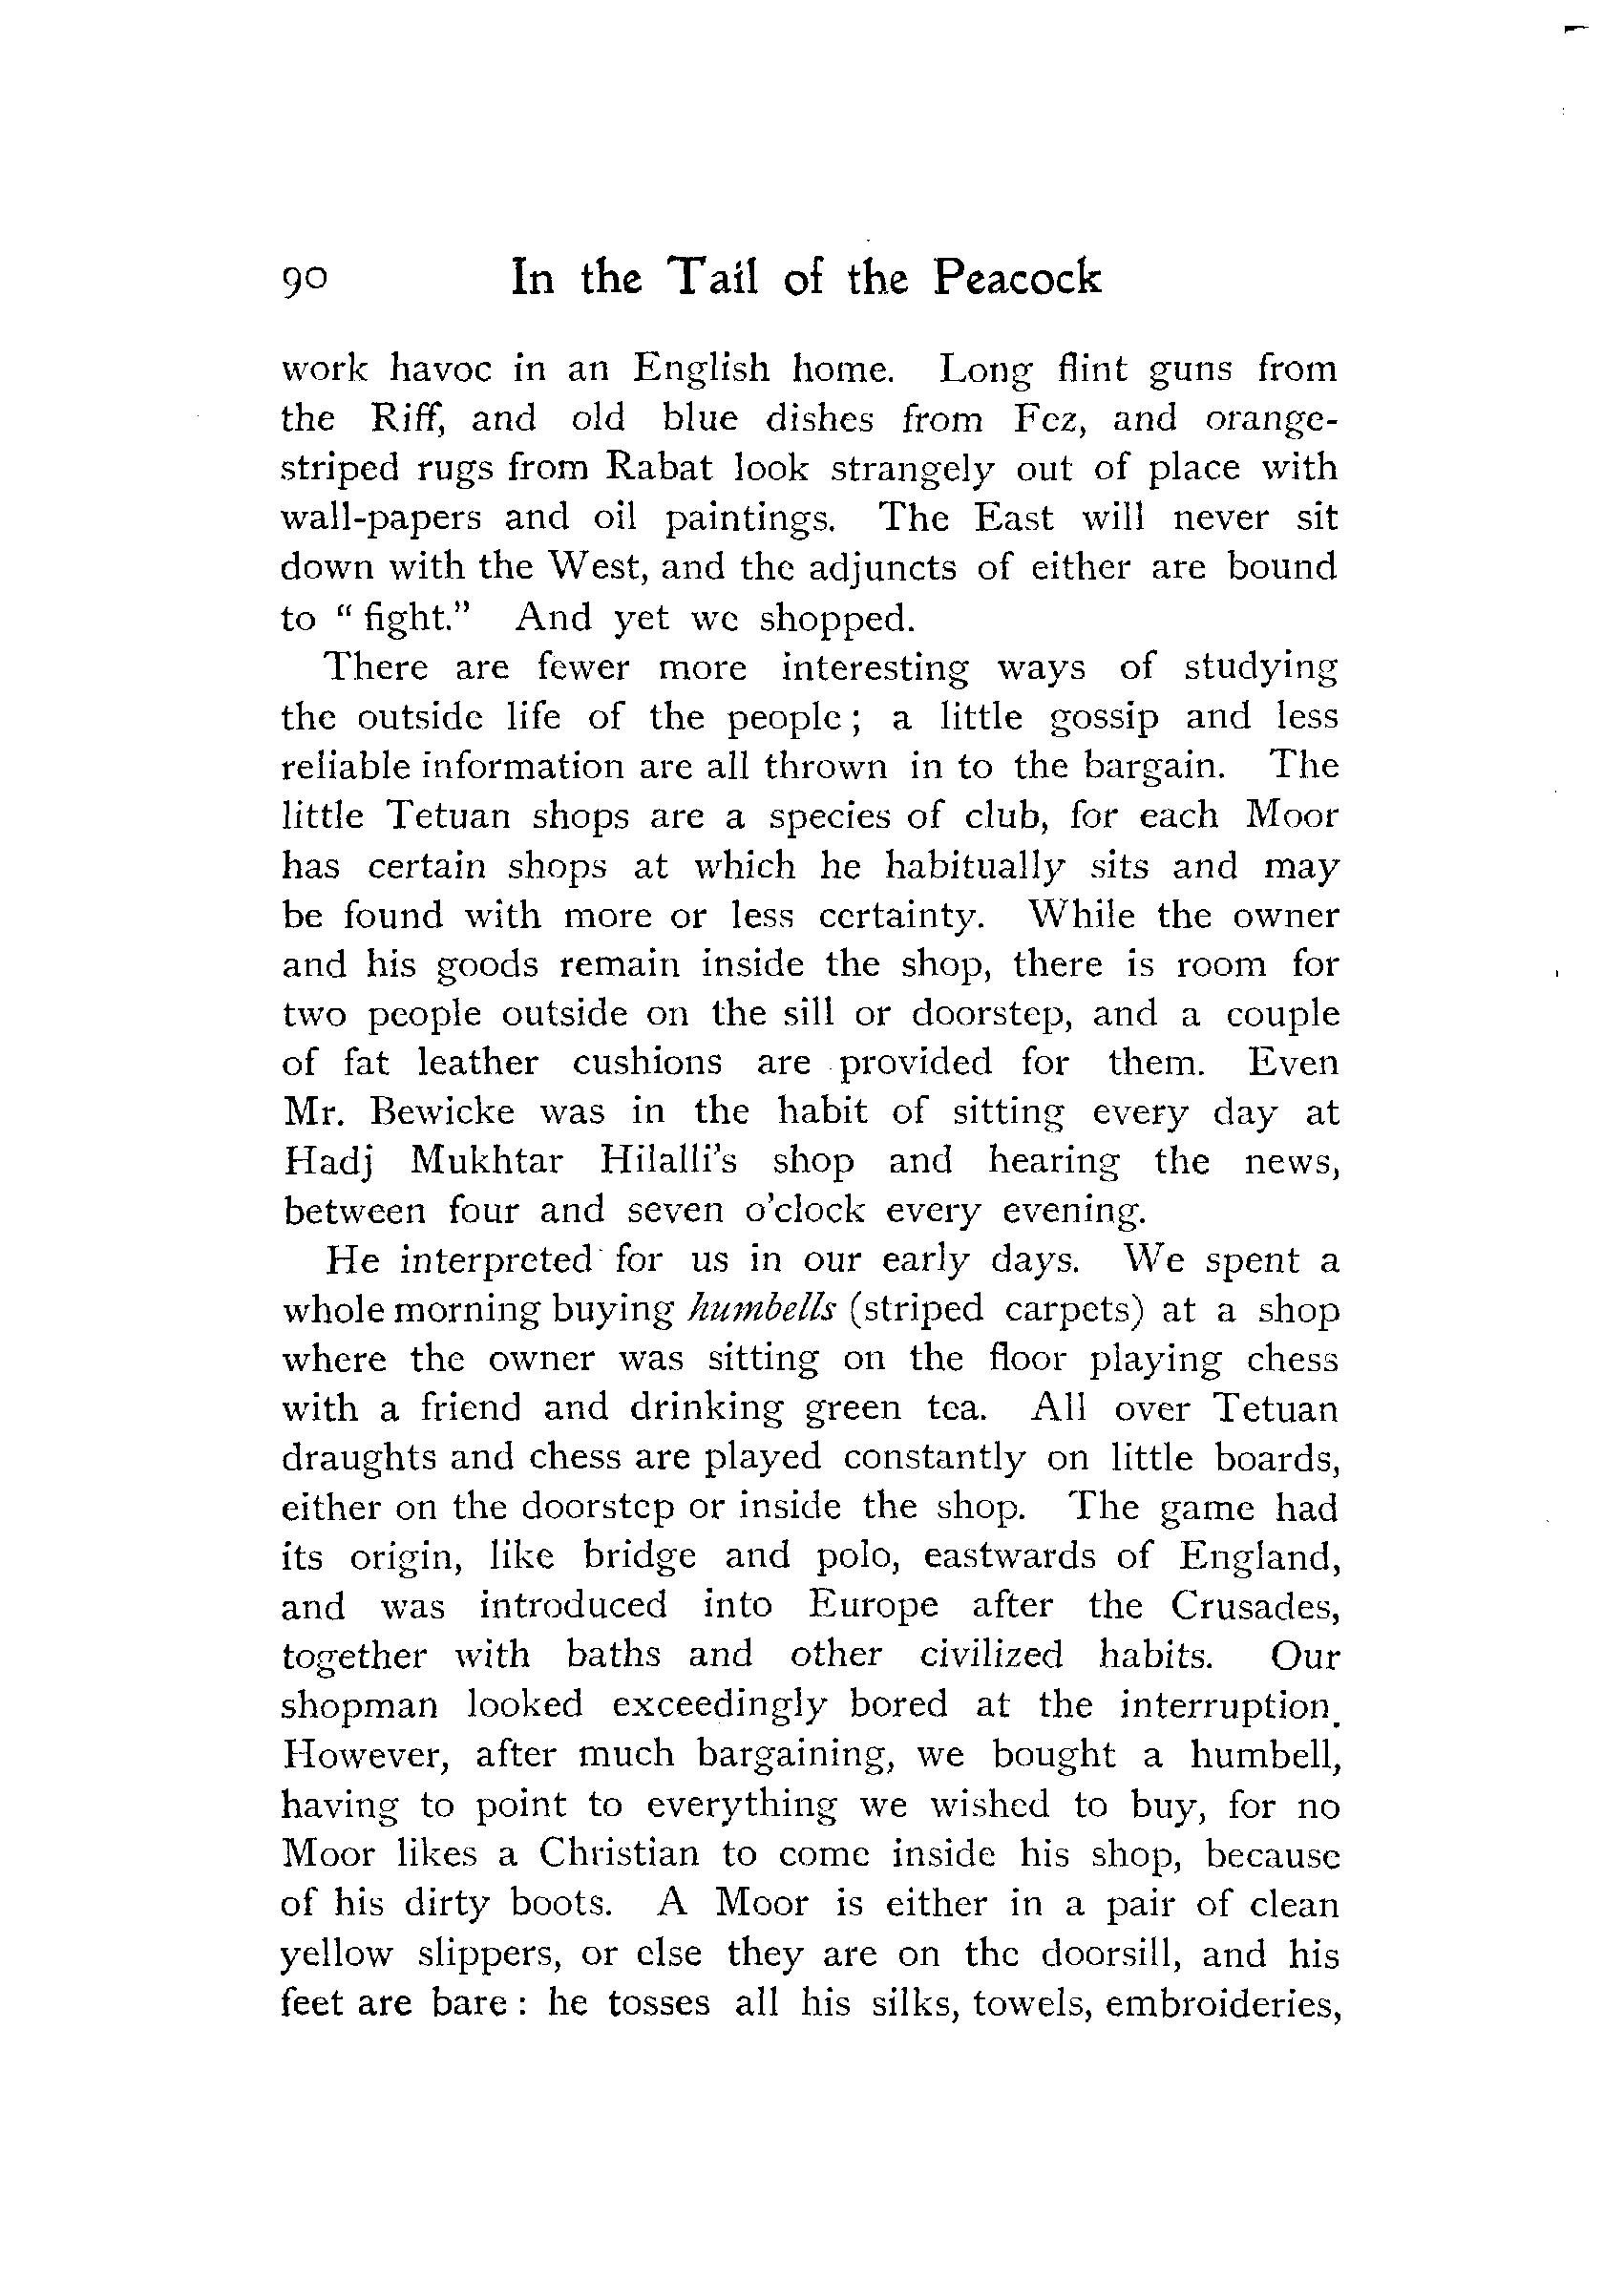 90 In the Tail of the Peacock
work havoc in an English home. Long flint guns from
the Riff, and old blue dishes from Fez, and orange-
striped rugs from Rabat look strangely out of place with
wall-papers and oil paintings. The East will never sit
down with the West, and the adjuncts of either are bound
to “ fight.” And yet we shopped.
There are fewer more interesting ways of studying
the outside life of the people ; a little gossip and less
reliable information are all thrown in to the bargain. The
little Tetuan shops are a species of club, for each Moor
has certain shops at which he habitually sits and may
be found with more or less certainty. While the owner
and his goods remain inside the shop, there is room for
two people outside on the sill or doorstep, and a couple
of fat leather cushions are provided for them. Even
Mr. Bewicke was in the habit of sitting every day at
Hadj Mukhtar Hilalli’s shop and hearing the news,
between four and seven o’clock every evening.
He interpreted for us in our early days. We spent a
whole morning buying humbells (striped carpets) at a shop
where the owner was sitting on the floor playing chess
with a friend and drinking green tea. All over Tetuan
draughts and chess are played constantly on little boards,
either on the doorstep or inside the shop. The game had
its origin, like bridge and polo, eastwards of England,
and was introduced into Europe after the Crusades,
together with baths and other civilized habits. Our
shopman looked exceedingly bored at the interruption.
However, after much bargaining, we bought a humbell,
having to point to everything we wished to buy, for no
Moor likes a Christian to come inside his shop, because
of his dirty boots. A Moor is either in a pair of clean
yellow slippers, or else they are on the doorsill, and his
feet are bare : he tosses all his silks, towels, embroideries,